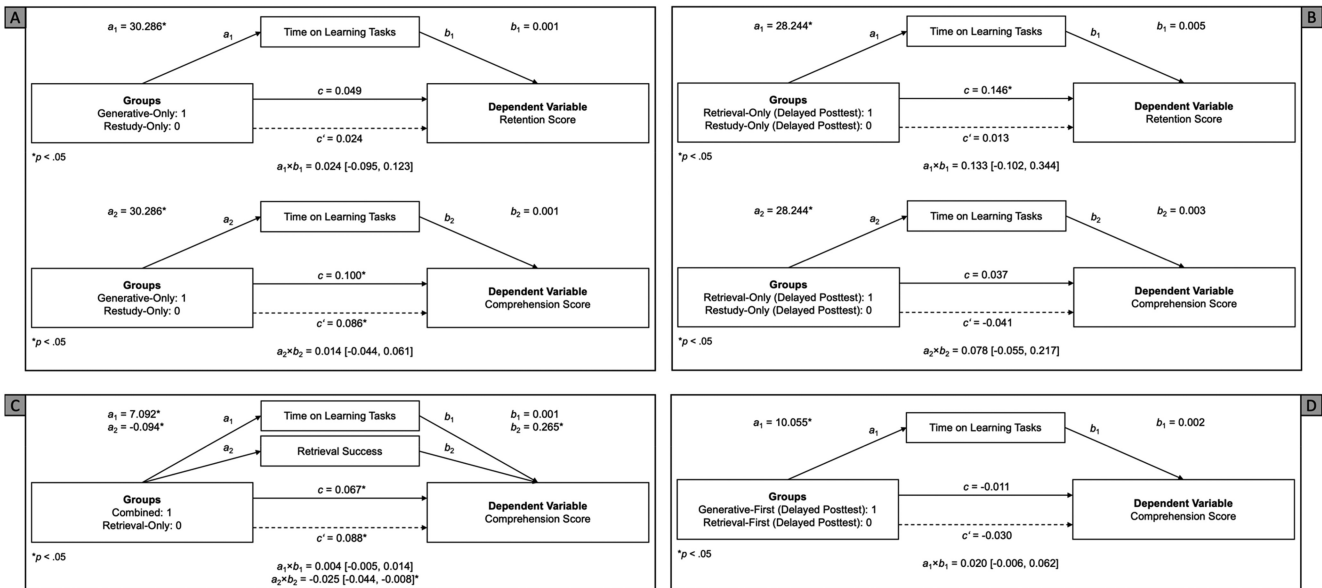 A
a₁ = 30.286*
a₁
Time on Learning Tasks
b₁
b₁ = 0.001
Groups
Generative-Only: 1
Restudy-Only: 0
c = 0.049
c' = 0.024
Dependent Variable
Retention Score
*p < .05
a₁×b₁ = 0.024 [-0.095, 0.123]
a₂ = 30.286*
a₂
Time on Learning Tasks
b₂
b₂ = 0.001
Groups
Generative-Only: 1
Restudy-Only: 0
c = 0.100*
c' = 0.086*
Dependent Variable
Comprehension Score
*p < .05
a₂×b₂ = 0.014 [-0.044, 0.061]
B
a₁ = 28.244*
a₁
Time on Learning Tasks
b₁
b₁ = 0.005
Groups
Retrieval-Only (Delayed Posttest): 1
Restudy-Only (Delayed Posttest): 0
c = 0.146*
c' = 0.013
Dependent Variable
Retention Score
*p < .05
a₁×b₁ = 0.133 [-0.102, 0.344]
a₂ = 28.244*
a₂
Time on Learning Tasks
b₂
b₂ = 0.003
Groups
Retrieval-Only (Delayed Posttest): 1
Restudy-Only (Delayed Posttest): 0
c = 0.037
c' = -0.041
Dependent Variable
Comprehension Score
*p < .05
a₂×b₂ = 0.078 [-0.055, 0.217]
C
a₁ = 7.092*
a₂ = -0.094*
a₁
Time on Learning Tasks
b₁
b₁ = 0.001
b₂ = 0.265*
a₂
Retrieval Success
b₂
Groups
Combined: 1
Retrieval-Only: 0
c = 0.067*
c' = 0.088*
Dependent Variable
Comprehension Score
*p < .05
a₁×b₁ = 0.004 [-0.005, 0.014]
a₂×b₂ = -0.025 [-0.044, -0.008]*
D
a₁ = 10.055*
a₁
Time on Learning Tasks
b₁
b₁ = 0.002
Groups
Generative-First (Delayed Posttest): 1
Retrieval-First (Delayed Posttest): 0
c = -0.011
c' = -0.030
Dependent Variable
Comprehension Score
*p < .05
a₁×b₁ = 0.020 [-0.006, 0.062]